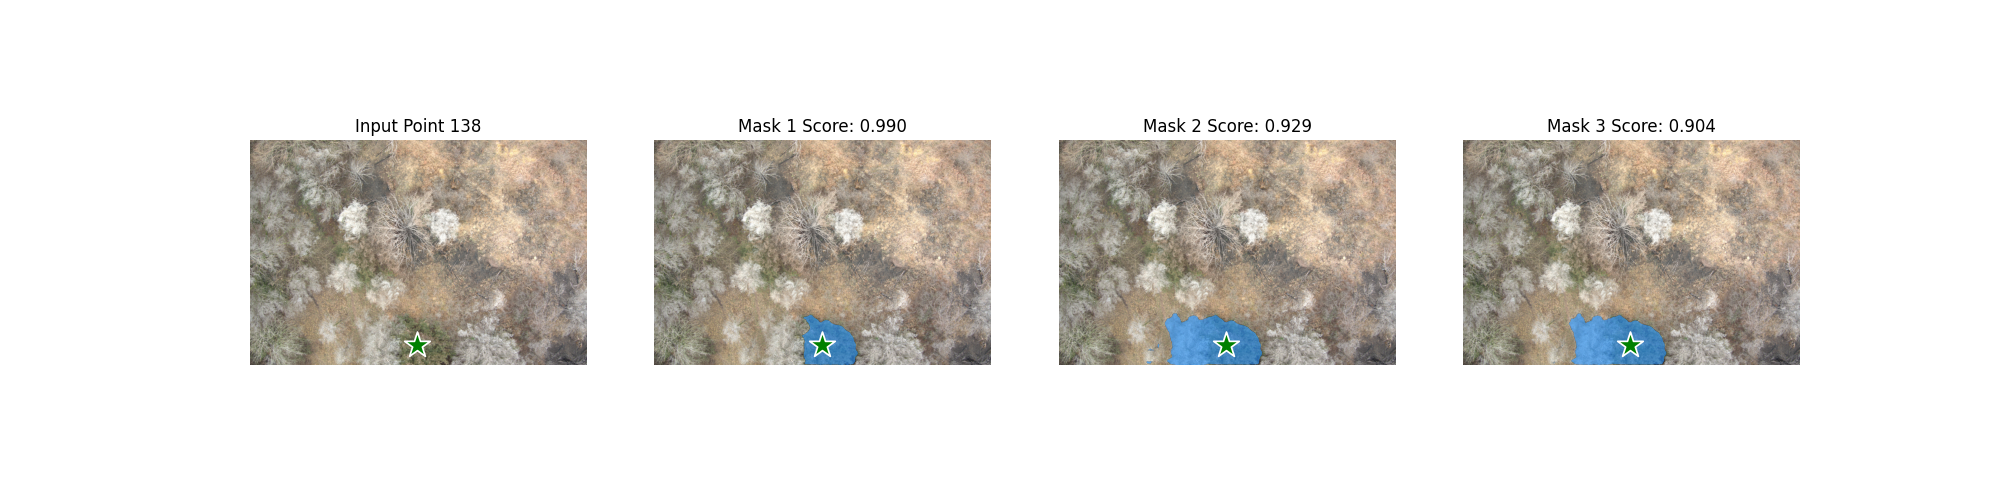 Input Point 138
Mask 1 Score: 0.990
Mask 2 Score: 0.929
Mask 3 Score: 0.904